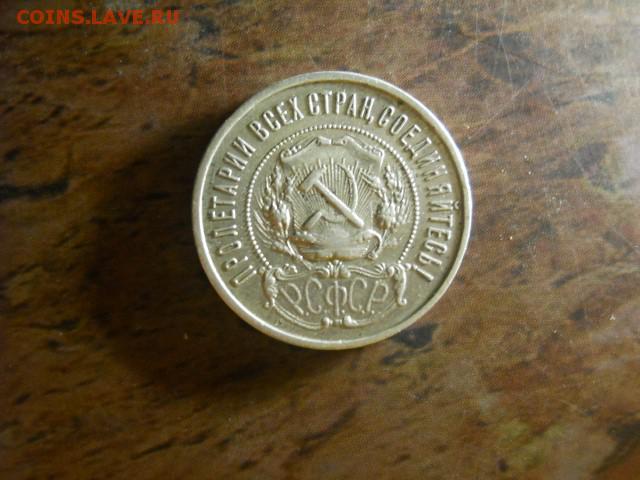 COINS.LAVE.RU
ПРОЛЕТАРИИ ВСЕХ СТРАН, СОЕДИНЯЙТЕСЬ!
Р.С.Ф.С.Р.